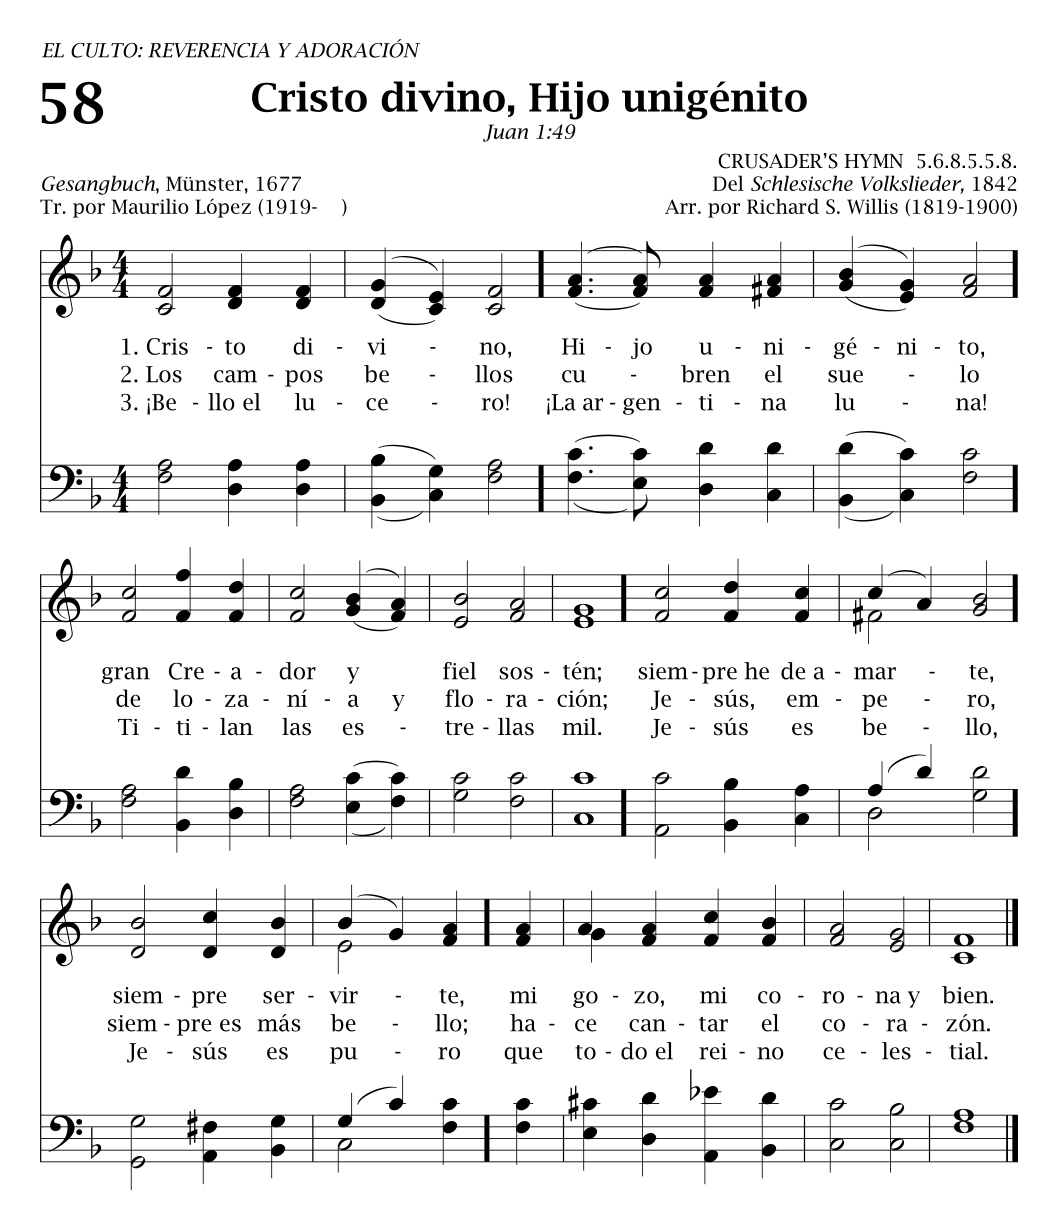 EL CULTO: REVERENCIA Y ADORACIÓN
58 Cristo divino, Hijo unigénito
Juan 1:49
CRUSADER'S HYMN 5.6.8.5.5.8.
Gesangbuch, Münster, 1677 Del Schlesische Volkslieder, 1842
Tr. por Maurilio López (1919- ) Arr. por Richard S. Willis (1819-1900)
1. Cris - to di - vi - no, Hi - jo u - ni - gé - ni - to,
2. Los cam - pos be - llos cu - bren el sue - lo
3. ¡Be - llo el lu - ce - ro! ¡La ar - gen - ti - na lu - na!
gran Cre - a - dor y fiel sos - tén; siem - pre he de a - mar - te,
de lo - za - ní - a y flo - ra - ción; Je - sús, em - pe - ro,
Ti - ti - lan las es - tre - llas mil. Je - sús es be - llo,
siem - pre ser - vir - te, mi go - zo, mi co - ro - na y bien.
siem - pre es más be - llo; ha - ce can - tar el co - ra - zón.
Je - sús es pu - ro que to - do el rei - no ce - les - tial.